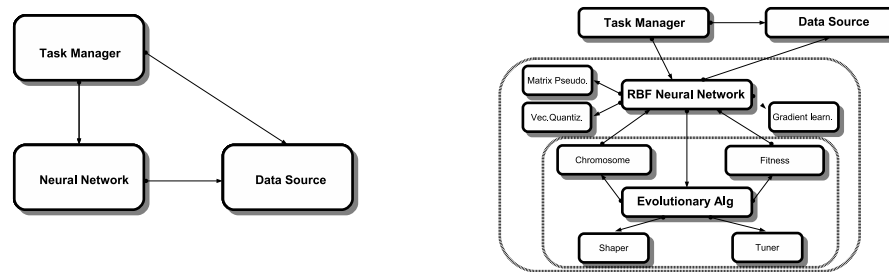 Task Manager
Neural Network
Data Source
Task Manager
Data Source
Matrix Pseudo.
RBF Neural Network
Vec.Quantiz.
Gradient learn.
Chromosome
Fitness
Evolutionary Alg
Shaper
Tuner